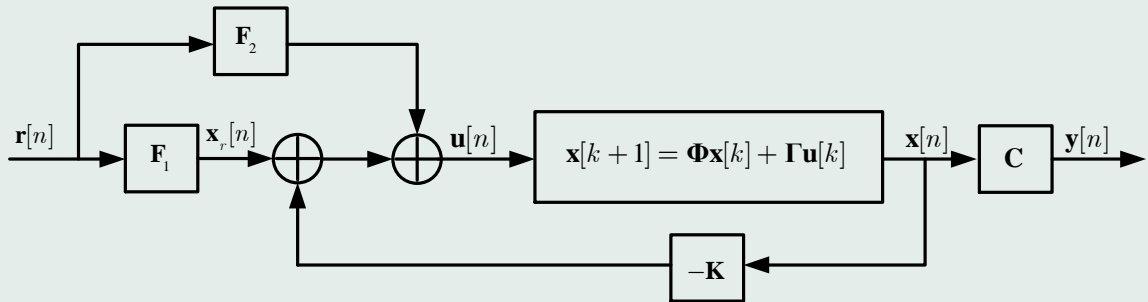 F₂
r[n]
F₁
x_r[n]
u[n]
x[k + 1] = Φx[k] + Γu[k]
x[n]
C
y[n]
−K